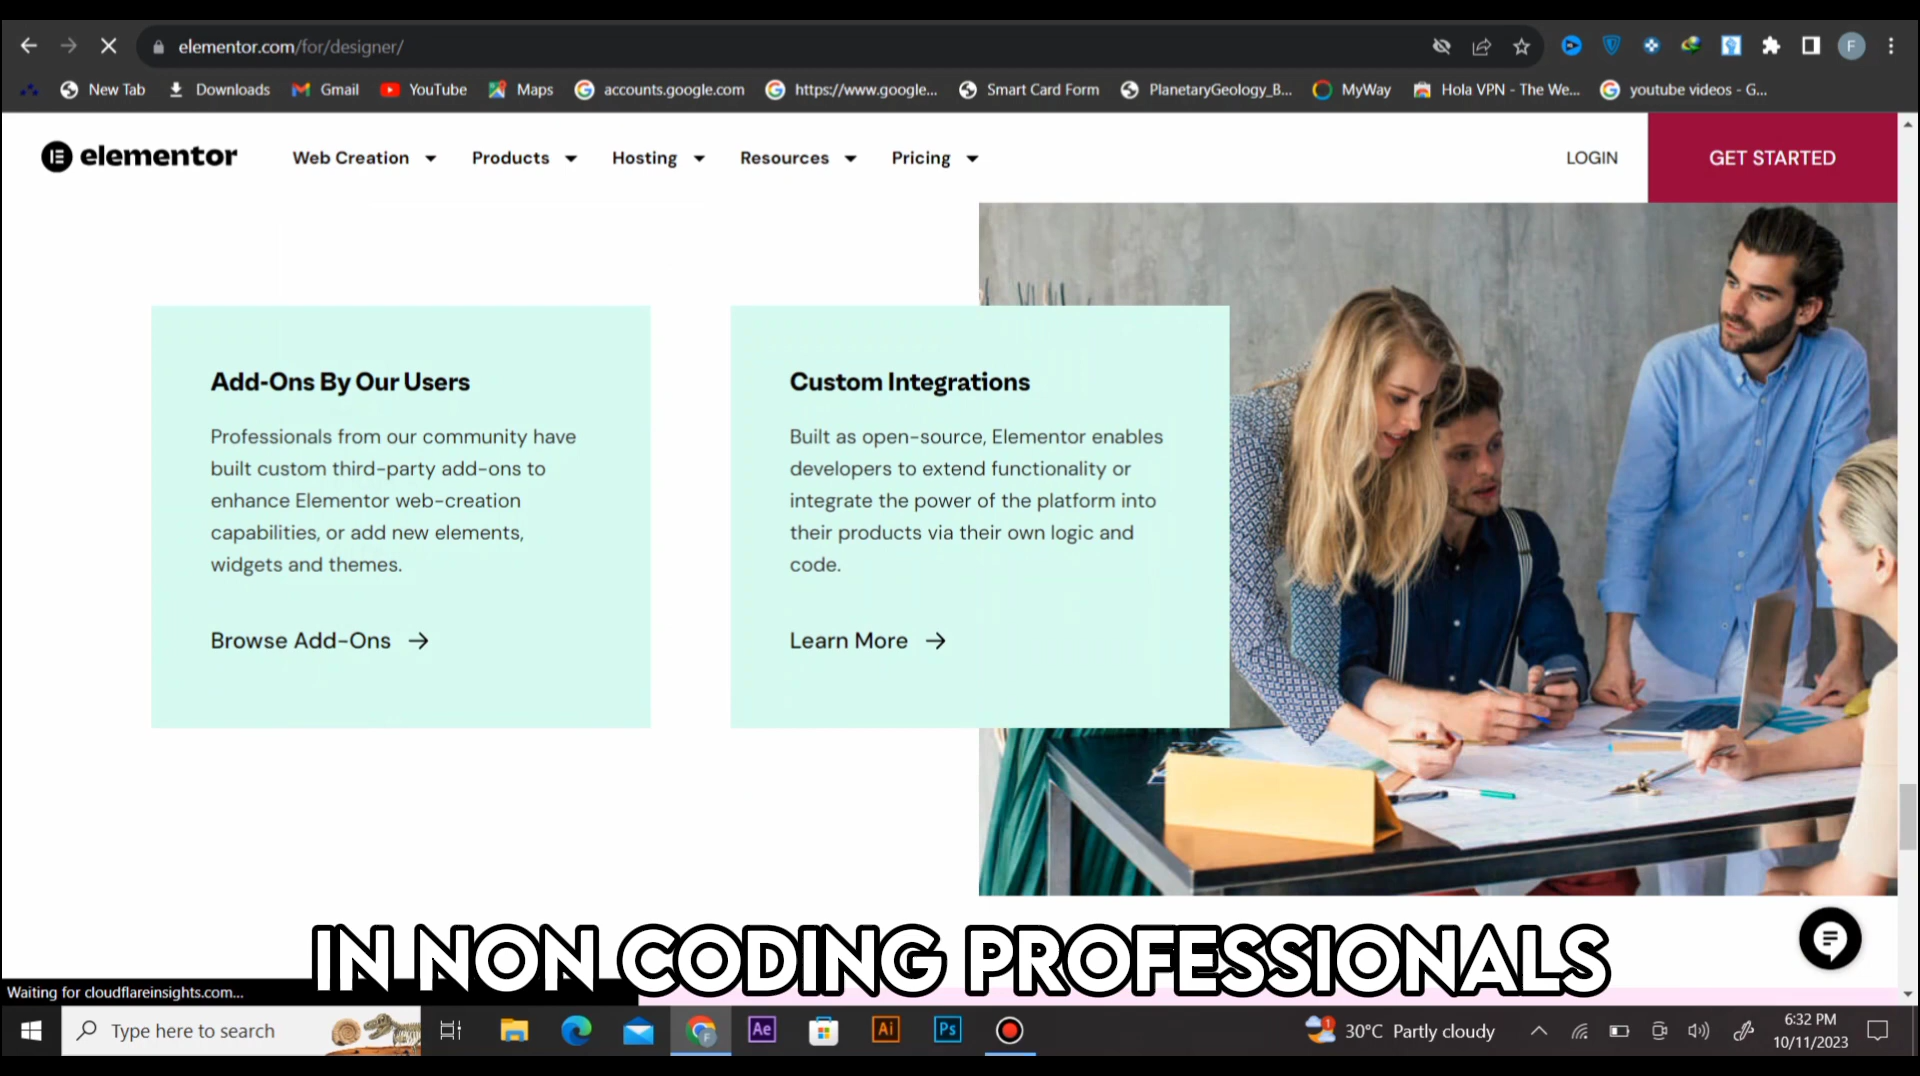 elementor.com/for/designer/
F
New Tab
Downloads
Gmail
YouTube
Maps
accounts.google.com
https://www.google...
Smart Card Form
PlanetaryGeology_B...
MyWay
Hola VPN - The We...
youtube videos - G...
elementor
Web Creation
Products
Hosting
Resources
Pricing
LOGIN
GET STARTED
Add-Ons By Our Users
Professionals from our community have
built custom third-party add-ons to
enhance Elementor web-creation
capabilities, or add new elements,
widgets and themes.
Browse Add-Ons →
Custom Integrations
Built as open-source, Elementor enables
developers to extend functionality or
integrate the power of the platform into
their products via their own logic and
code.
Learn More →
IN NON CODING PROFESSIONALS
Waiting for cloudflareinsights.com...
Type here to search
F
Ae
Ai
Ps
1
30°C Partly cloudy
6:32 PM
10/11/2023